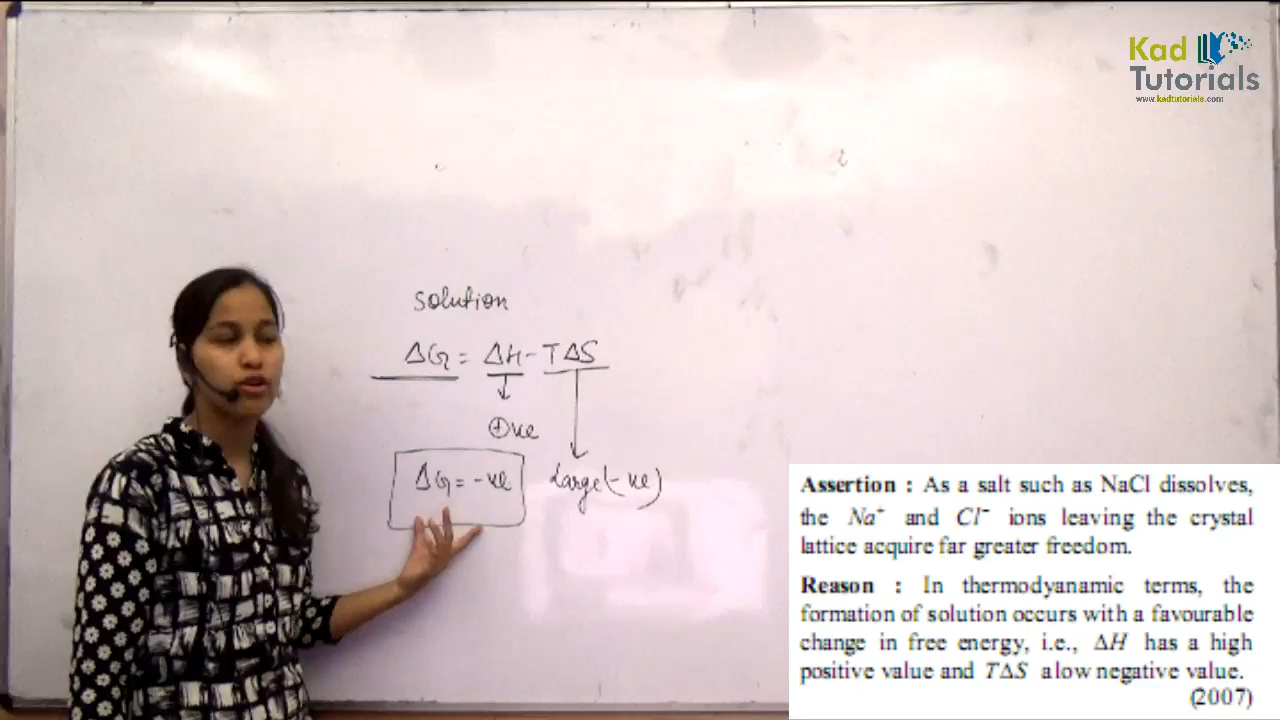 Kad
Tutorials
www.kadtutorials.com
Solution
ΔG = ΔH - TΔS
⊕ve
ΔG = -ve Large(-ve)
Assertion : As a salt such as NaCl dissolves,
the Na⁺ and Cl⁻ ions leaving the crystal
lattice acquire far greater freedom.
Reason : In thermodyanamic terms, the
formation of solution occurs with a favourable
change in free energy, i.e., ΔH has a high
positive value and TΔS a low negative value.
(2007)